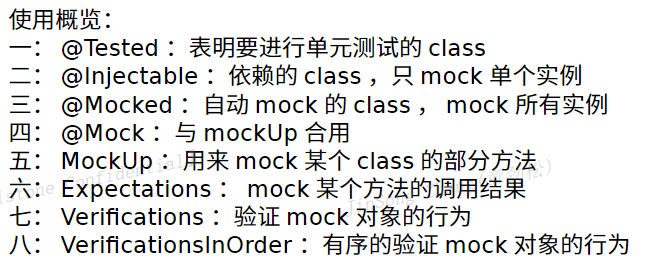 使用概览：
一： @Tested ：表明要进行单元测试的 class
二： @Injectable ：依赖的 class ，只 mock 单个实例
三： @Mocked ：自动 mock 的 class ， mock 所有实例
四： @Mock ：与 mockUp 合用
五： MockUp ：用来 mock 某个 class 的部分方法
六： Expectations ： mock 某个方法的调用结果
七： Verifications ：验证 mock 对象的行为
八： VerificationsInOrder ：有序的验证 mock 对象的行为